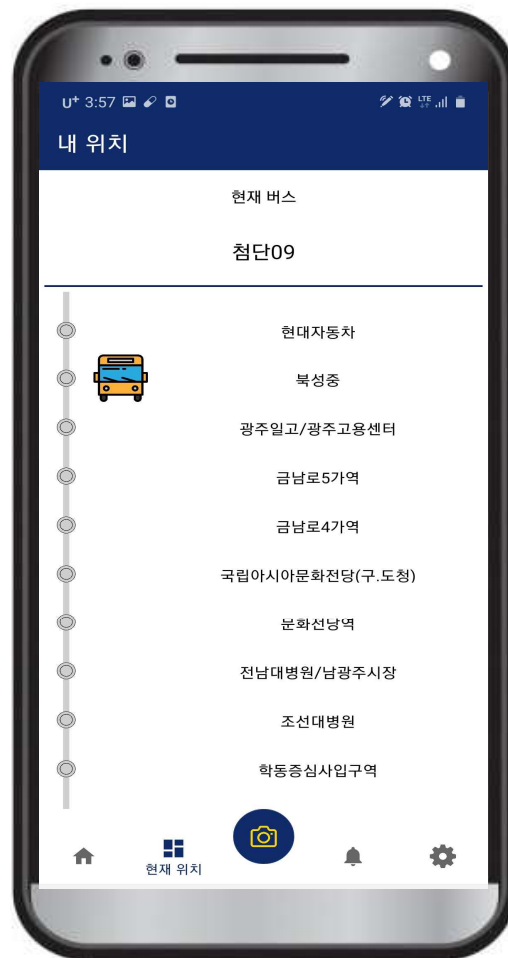 U+ 3:57
LTE
내 위치
현재 버스
첨단09
현대자동차
북성중
광주일고/광주고용센터
금남로5가역
금남로4가역
국립아시아문화전당(구.도청)
문화선낭역
전남대병원/남광주시장
조선대병원
학동증심사입구역
현재 위치